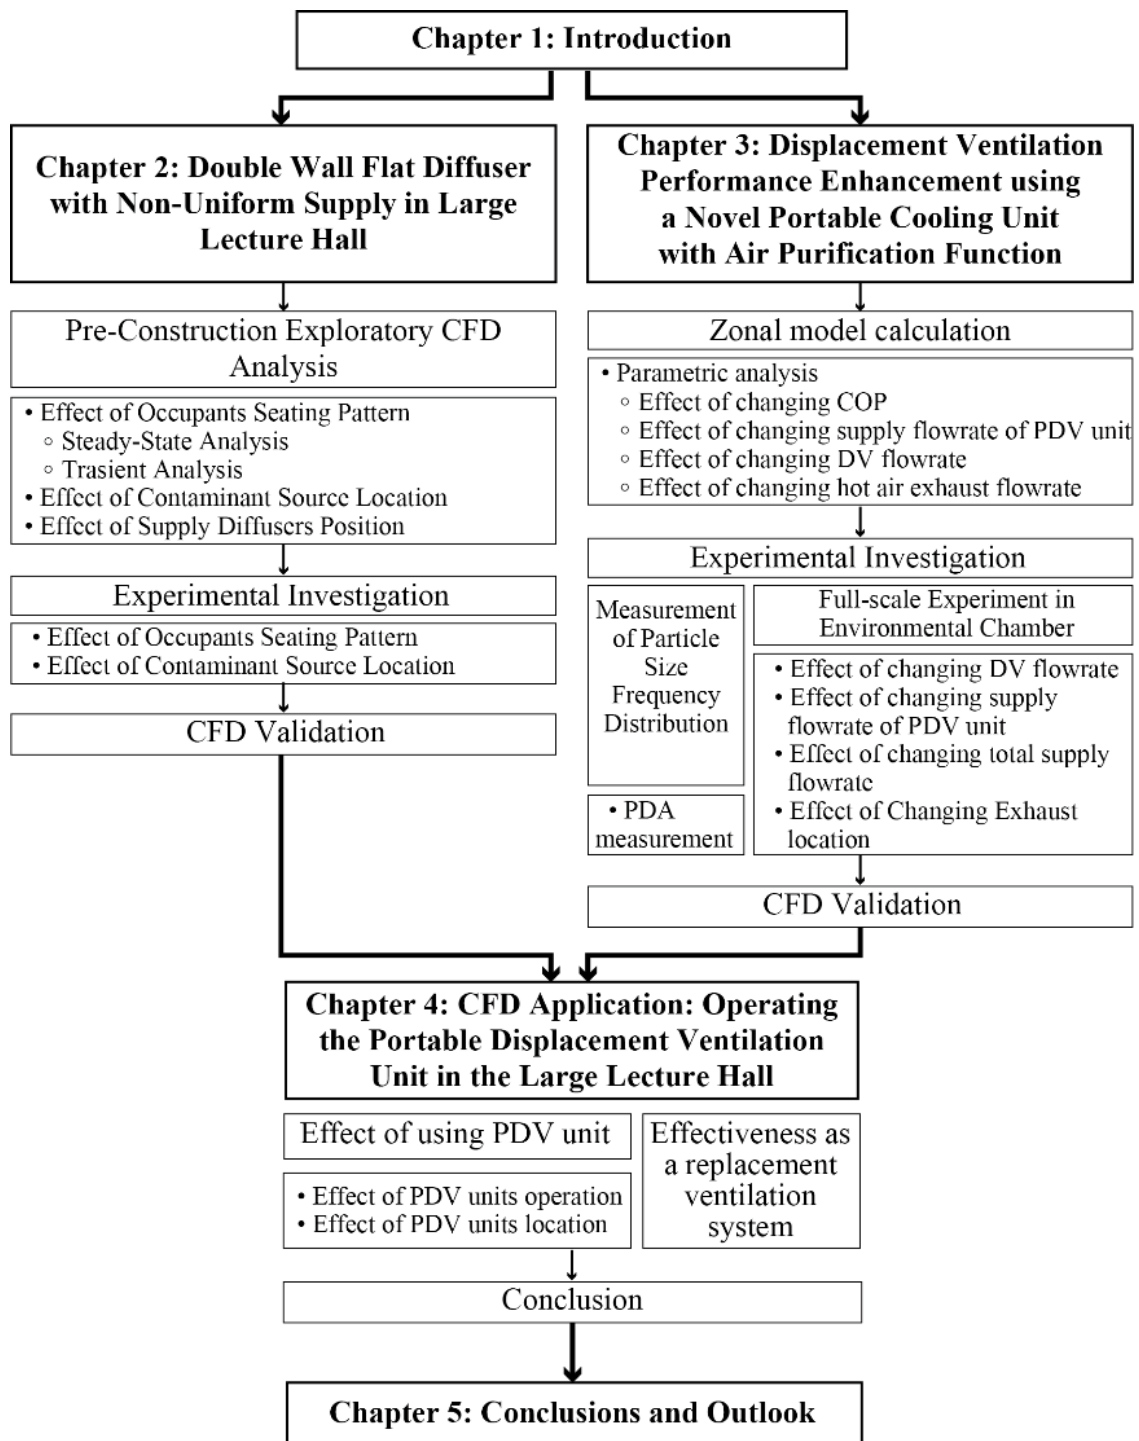 Chapter 1: Introduction
Chapter 2: Double Wall Flat Diffuser
with Non-Uniform Supply in Large
Lecture Hall
Pre-Construction Exploratory CFD
Analysis
• Effect of Occupants Seating Pattern
◦ Steady-State Analysis
◦ Trasient Analysis
• Effect of Contaminant Source Location
• Effect of Supply Diffusers Position
Experimental Investigation
• Effect of Occupants Seating Pattern
• Effect of Contaminant Source Location
CFD Validation
Chapter 3: Displacement Ventilation
Performance Enhancement using
a Novel Portable Cooling Unit
with Air Purification Function
Zonal model calculation
• Parametric analysis
◦ Effect of changing COP
◦ Effect of changing supply flowrate of PDV unit
◦ Effect of changing DV flowrate
◦ Effect of changing hot air exhaust flowrate
Experimental Investigation
Measurement
of Particle
Size
Frequency
Distribution
• PDA
measurement
Full-scale Experiment in
Environmental Chamber
• Effect of changing DV flowrate
• Effect of changing supply
flowrate of PDV unit
• Effect of changing total supply
flowrate
• Effect of Changing Exhaust
location
CFD Validation
Chapter 4: CFD Application: Operating
the Portable Displacement Ventilation
Unit in the Large Lecture Hall
Effect of using PDV unit
• Effect of PDV units operation
• Effect of PDV units location
Effectiveness as
a replacement
ventilation
system
Conclusion
Chapter 5: Conclusions and Outlook